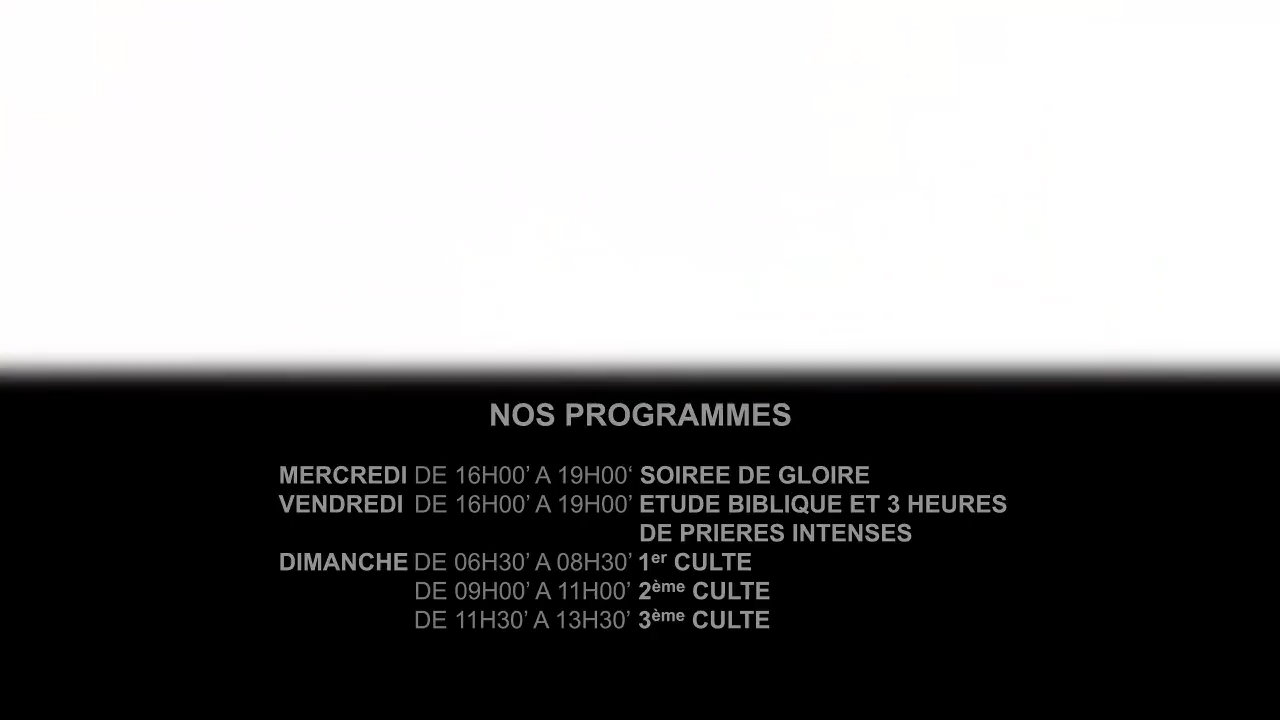 NOS PROGRAMMES
MERCREDI DE 16H00’ A 19H00‘ SOIREE DE GLOIRE
VENDREDI DE 16H00’ A 19H00’ ETUDE BIBLIQUE ET 3 HEURES
DE PRIERES INTENSES
DIMANCHE DE 06H30’ A 08H30’ 1er CULTE
DE 09H00’ A 11H00’ 2ème CULTE
DE 11H30’ A 13H30’ 3ème CULTE